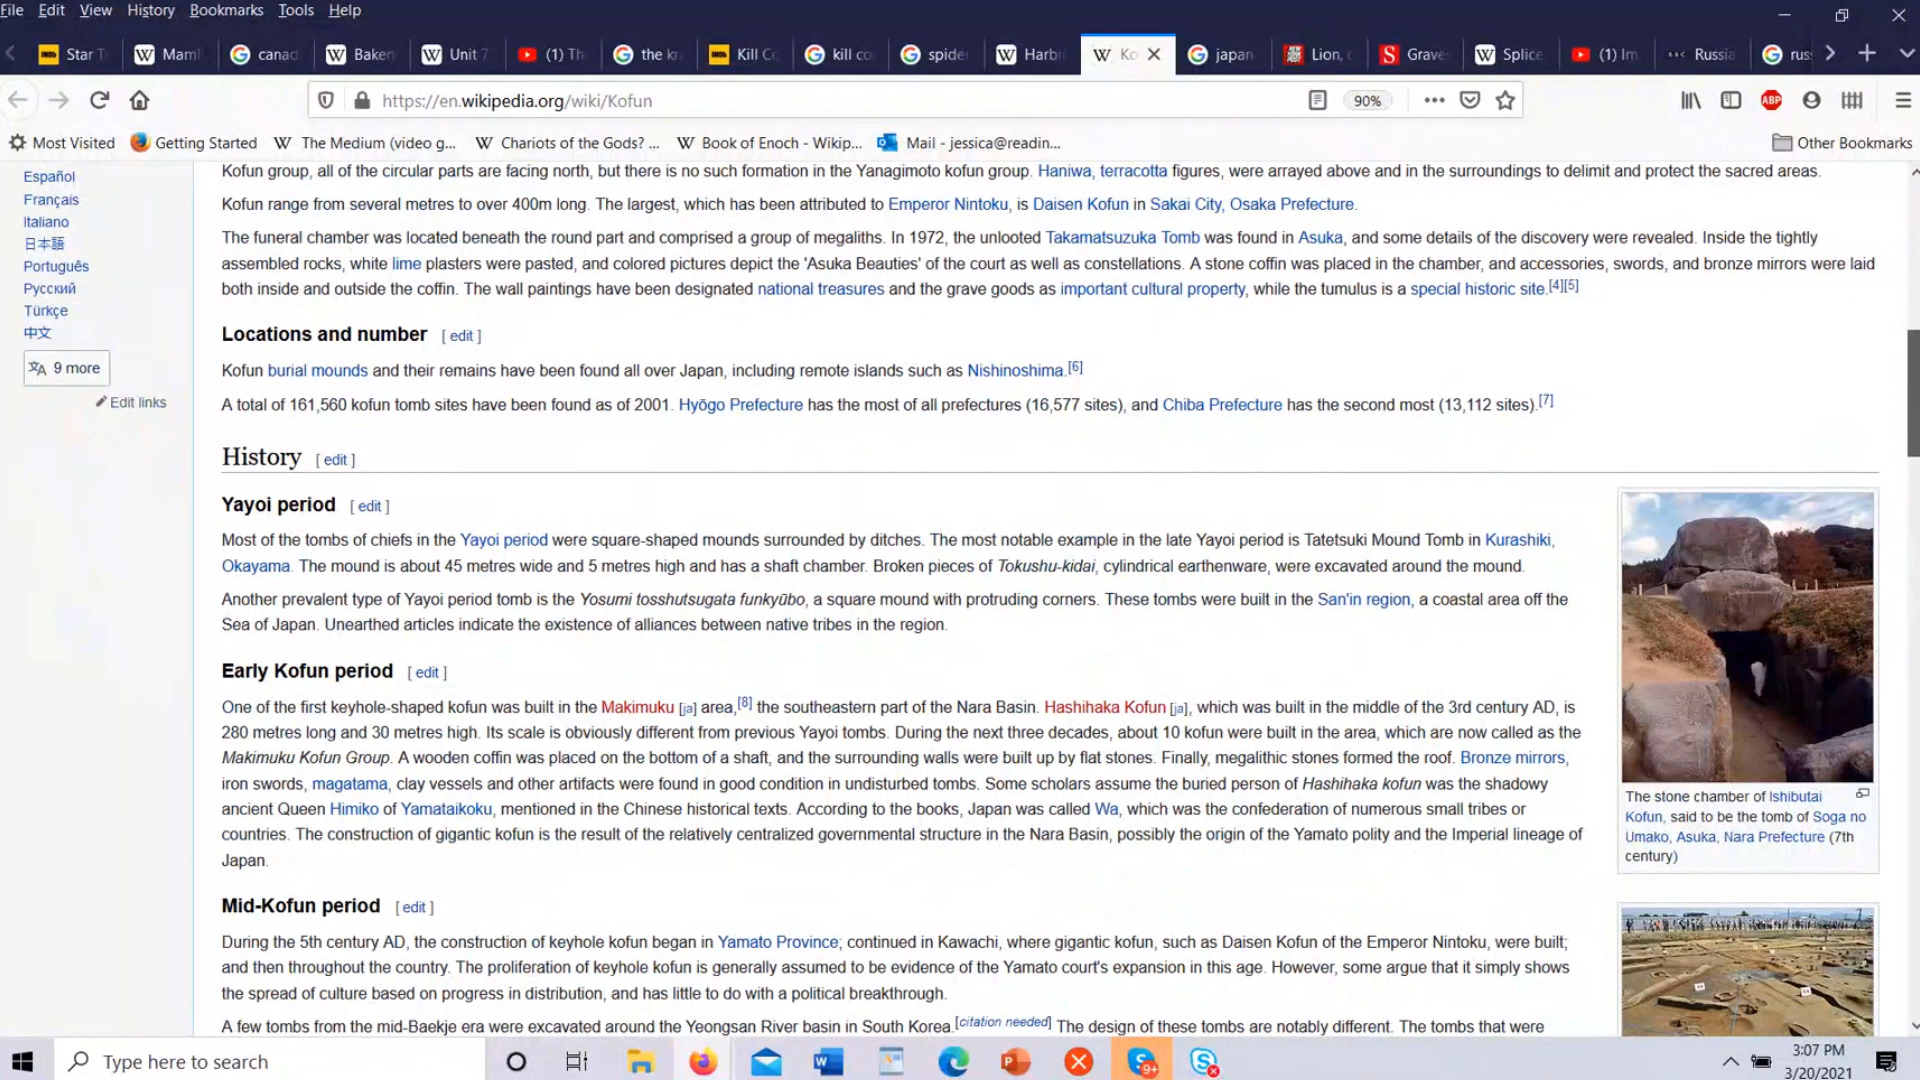 File Edit View History Bookmarks Tools Help
Star T Maml canad Baken Unit 7 (1) Th the kr Kill Co kill co spide Harbi Ko japan Lion, Grave Splice (1) Im Russia rus
https://en.wikipedia.org/wiki/Kofun 90% ABP
Most Visited Getting Started The Medium (video g... Chariots of the Gods? ... Book of Enoch - Wikip... Mail - jessica@readin... Other Bookmarks
Español
Français
Italiano
日本語
Português
Русский
Türkçe
中文
9 more
Edit links
Kofun group, all of the circular parts are facing north, but there is no such formation in the Yanagimoto kofun group. Haniwa, terracotta figures, were arrayed above and in the surroundings to delimit and protect the sacred areas.
Kofun range from several metres to over 400m long. The largest, which has been attributed to Emperor Nintoku, is Daisen Kofun in Sakai City, Osaka Prefecture.
The funeral chamber was located beneath the round part and comprised a group of megaliths. In 1972, the unlooted Takamatsuzuka Tomb was found in Asuka, and some details of the discovery were revealed. Inside the tightly
assembled rocks, white lime plasters were pasted, and colored pictures depict the 'Asuka Beauties' of the court as well as constellations. A stone coffin was placed in the chamber, and accessories, swords, and bronze mirrors were laid
both inside and outside the coffin. The wall paintings have been designated national treasures and the grave goods as important cultural property, while the tumulus is a special historic site.[4][5]
Locations and number [ edit ]
Kofun burial mounds and their remains have been found all over Japan, including remote islands such as Nishinoshima.[6]
A total of 161,560 kofun tomb sites have been found as of 2001. Hyōgo Prefecture has the most of all prefectures (16,577 sites), and Chiba Prefecture has the second most (13,112 sites).[7]
History [ edit ]
Yayoi period [ edit ]
Most of the tombs of chiefs in the Yayoi period were square-shaped mounds surrounded by ditches. The most notable example in the late Yayoi period is Tatetsuki Mound Tomb in Kurashiki,
Okayama. The mound is about 45 metres wide and 5 metres high and has a shaft chamber. Broken pieces of Tokushu-kidai, cylindrical earthenware, were excavated around the mound.
Another prevalent type of Yayoi period tomb is the Yosumi tosshutsugata funkyūbo, a square mound with protruding corners. These tombs were built in the San'in region, a coastal area off the
Sea of Japan. Unearthed articles indicate the existence of alliances between native tribes in the region.
Early Kofun period [ edit ]
One of the first keyhole-shaped kofun was built in the Makimuku [ja] area,[8] the southeastern part of the Nara Basin. Hashihaka Kofun [ja], which was built in the middle of the 3rd century AD, is
280 metres long and 30 metres high. Its scale is obviously different from previous Yayoi tombs. During the next three decades, about 10 kofun were built in the area, which are now called as the
Makimuku Kofun Group. A wooden coffin was placed on the bottom of a shaft, and the surrounding walls were built up by flat stones. Finally, megalithic stones formed the roof. Bronze mirrors,
iron swords, magatama, clay vessels and other artifacts were found in good condition in undisturbed tombs. Some scholars assume the buried person of Hashihaka kofun was the shadowy
ancient Queen Himiko of Yamataikoku, mentioned in the Chinese historical texts. According to the books, Japan was called Wa, which was the confederation of numerous small tribes or
countries. The construction of gigantic kofun is the result of the relatively centralized governmental structure in the Nara Basin, possibly the origin of the Yamato polity and the Imperial lineage of
Japan.
The stone chamber of Ishibutai
Kofun, said to be the tomb of Soga no
Umako, Asuka, Nara Prefecture (7th
century)
Mid-Kofun period [ edit ]
During the 5th century AD, the construction of keyhole kofun began in Yamato Province; continued in Kawachi, where gigantic kofun, such as Daisen Kofun of the Emperor Nintoku, were built;
and then throughout the country. The proliferation of keyhole kofun is generally assumed to be evidence of the Yamato court's expansion in this age. However, some argue that it simply shows
the spread of culture based on progress in distribution, and has little to do with a political breakthrough.
A few tombs from the mid-Baekje era were excavated around the Yeongsan River basin in South Korea.[citation needed] The design of these tombs are notably different. The tombs that were
Type here to search
9+
3:07 PM
3/20/2021